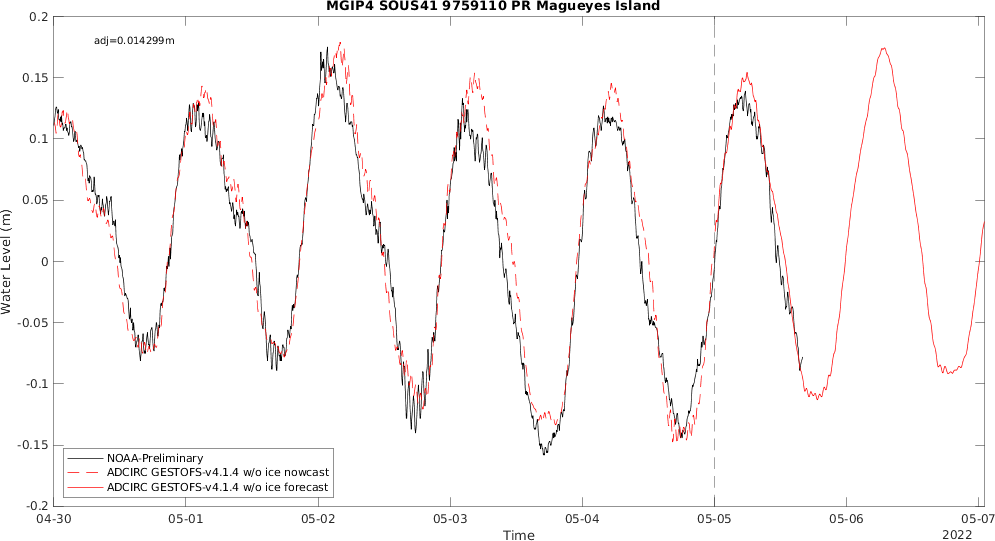 MGIP4 SOUS41 9759110 PR Magueyes Island
adj=0.014299m
0.2
0.15
0.1
0.05
0
-0.05
-0.1
-0.15
-0.2
Water Level (m)
NOAA-Preliminary
ADCIRC GESTOFS-v4.1.4 w/o ice nowcast
ADCIRC GESTOFS-v4.1.4 w/o ice forecast
04-30 05-01 05-02 05-03 05-04 05-05 05-06 05-07
Time
2022